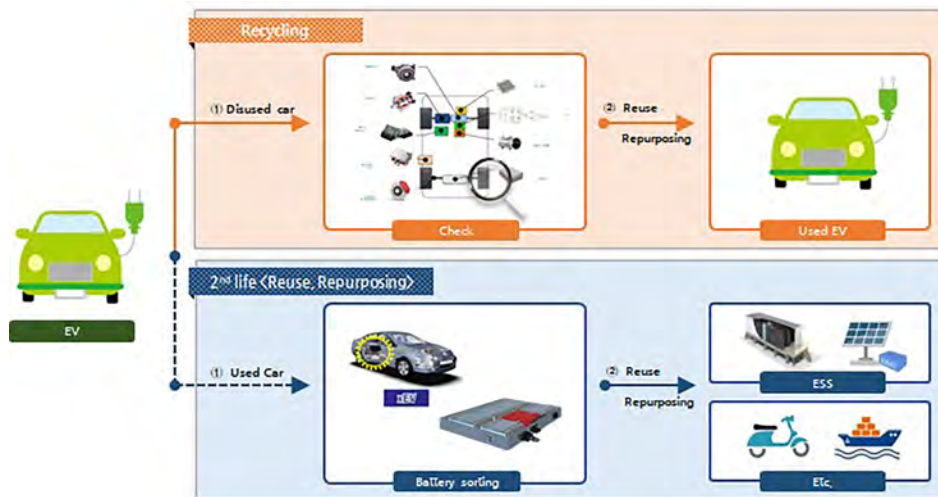 Recycling
① Disused car
② Reuse
Repurposing
Check
Used EV
EV
2nd life <Reuse, Repurposing>
① Used Car
② Reuse
Repurposing
xEV
Battery sorting
ESS
Etc.